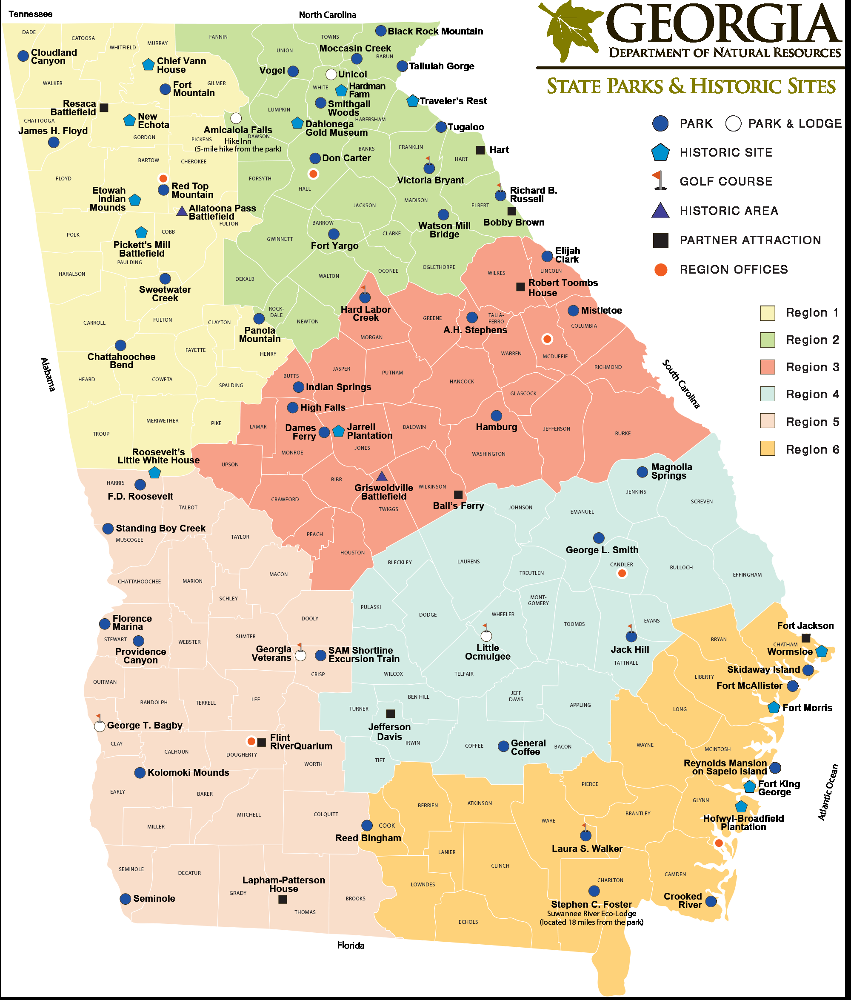 Tennessee
North Carolina
GEORGIA
DEPARTMENT OF NATURAL RESOURCES
STATE PARKS & HISTORIC SITES
PARK
PARK & LODGE
HISTORIC SITE
GOLF COURSE
HISTORIC AREA
PARTNER ATTRACTION
REGION OFFICES
Region 1
Region 2
Region 3
Region 4
Region 5
Region 6
DADE
CATOOSA
WHITFIELD
MURRAY
FANNIN
UNION
TOWNS
RABUN
Black Rock Mountain
Moccasin Creek
Cloudland
Canyon
Chief Vann
House
Vogel
Unicoi
Tallulah Gorge
WALKER
Fort
Mountain
GILMER
WHITE
Hardman
Farm
Smithgall
Woods
Traveler's Rest
Resaca
Battlefield
New
Echota
CHATTOOGA
James H. Floyd
GORDON
PICKENS
LUMPKIN
HABERSHAM
Dahlonega
Gold Museum
Tugaloo
Amicalola Falls
DAWSON
Hike Inn
(5-mile hike from the park)
BANKS
FRANKLIN
HART
Hart
BARTOW
CHEROKEE
Don Carter
FLOYD
FORSYTH
HALL
Victoria Bryant
Etowah
Indian
Mounds
Red Top
Mountain
Richard B.
Russell
Allatoona Pass
Battlefield
JACKSON
MADISON
ELBERT
Bobby Brown
FULTON
BARROW
Watson Mill
Bridge
POLK
COBB
GWINNETT
CLARKE
Fort Yargo
Pickett's Mill
Battlefield
PAULDING
Elijah
Clark
HARALSON
OCONEE
OGLETHORPE
WILKES
LINCOLN
DEKALB
WALTON
Sweetwater
Creek
Robert Toombs
House
ROCK-
DALE
Hard Labor
Creek
Mistletoe
CARROLL
FULTON
CLAYTON
NEWTON
GREENE
TALIA-
FERRO
COLUMBIA
Panola
Mountain
A.H. Stephens
MORGAN
Chattahoochee
Bend
FAYETTE
HENRY
WARREN
MCDUFFIE
Alabama
South Carolina
JASPER
PUTNAM
RICHMOND
HEARD
COWETA
SPALDING
BUTTS
HANCOCK
Indian Springs
GLASCOCK
High Falls
MERIWETHER
PIKE
LAMAR
Dames
Ferry
Jarrell
Plantation
BALDWIN
Hamburg
JEFFERSON
BURKE
TROUP
JONES
Roosevelt's
Little White House
MONROE
WASHINGTON
UPSON
Magnolia
Springs
HARRIS
F.D. Roosevelt
BIBB
Griswoldville
Battlefield
WILKINSON
JENKINS
CRAWFORD
Ball's Ferry
SCREVEN
TALBOT
TWIGGS
JOHNSON
EMANUEL
Standing Boy Creek
MUSCOGEE
TAYLOR
PEACH
HOUSTON
George L. Smith
BLECKLEY
LAURENS
CANDLER
BULLOCH
MACON
TREUTLEN
EFFINGHAM
CHATTAHOOCHEE
MARION
SCHLEY
MONT-
GOMERY
PULASKI
DODGE
WHEELER
DOOLY
TOOMBS
EVANS
Florence
Marina
Fort Jackson
STEWART
WEBSTER
SUMTER
BRYAN
CHATHAM
Providence
Canyon
Georgia
Veterans
SAM Shortline
Excursion Train
Little
Ocmulgee
Jack Hill
Wormsloe
TATTNALL
CRISP
WILCOX
TELFAIR
Skidaway Island
QUITMAN
LIBERTY
Fort McAllister
RANDOLPH
TERRELL
LEE
BEN HILL
JEFF
DAVIS
TURNER
APPLING
LONG
Fort Morris
George T. Bagby
Jefferson
Davis
Flint
RiverQuarium
CLAY
CALHOUN
DOUGHERTY
IRWIN
COFFEE
General
Coffee
BACON
WAYNE
MCINTOSH
WORTH
TIFT
Kolomoki Mounds
Reynolds Mansion
on Sapelo Island
PIERCE
Fort King
George
Atlantic Ocean
EARLY
BAKER
BERRIEN
ATKINSON
GLYNN
MITCHELL
COLQUITT
BRANTLEY
WARE
Hofwyl-Broadfield
Plantation
MILLER
COOK
Reed Bingham
Laura S. Walker
LANIER
CLINCH
SEMINOLE
DECATUR
CAMDEN
Lapham-Patterson
House
LOWNDES
CHARLTON
GRADY
BROOKS
Seminole
Stephen C. Foster
Suwannee River Eco-Lodge
(located 18 miles from the park)
Crooked
River
THOMAS
ECHOLS
Florida